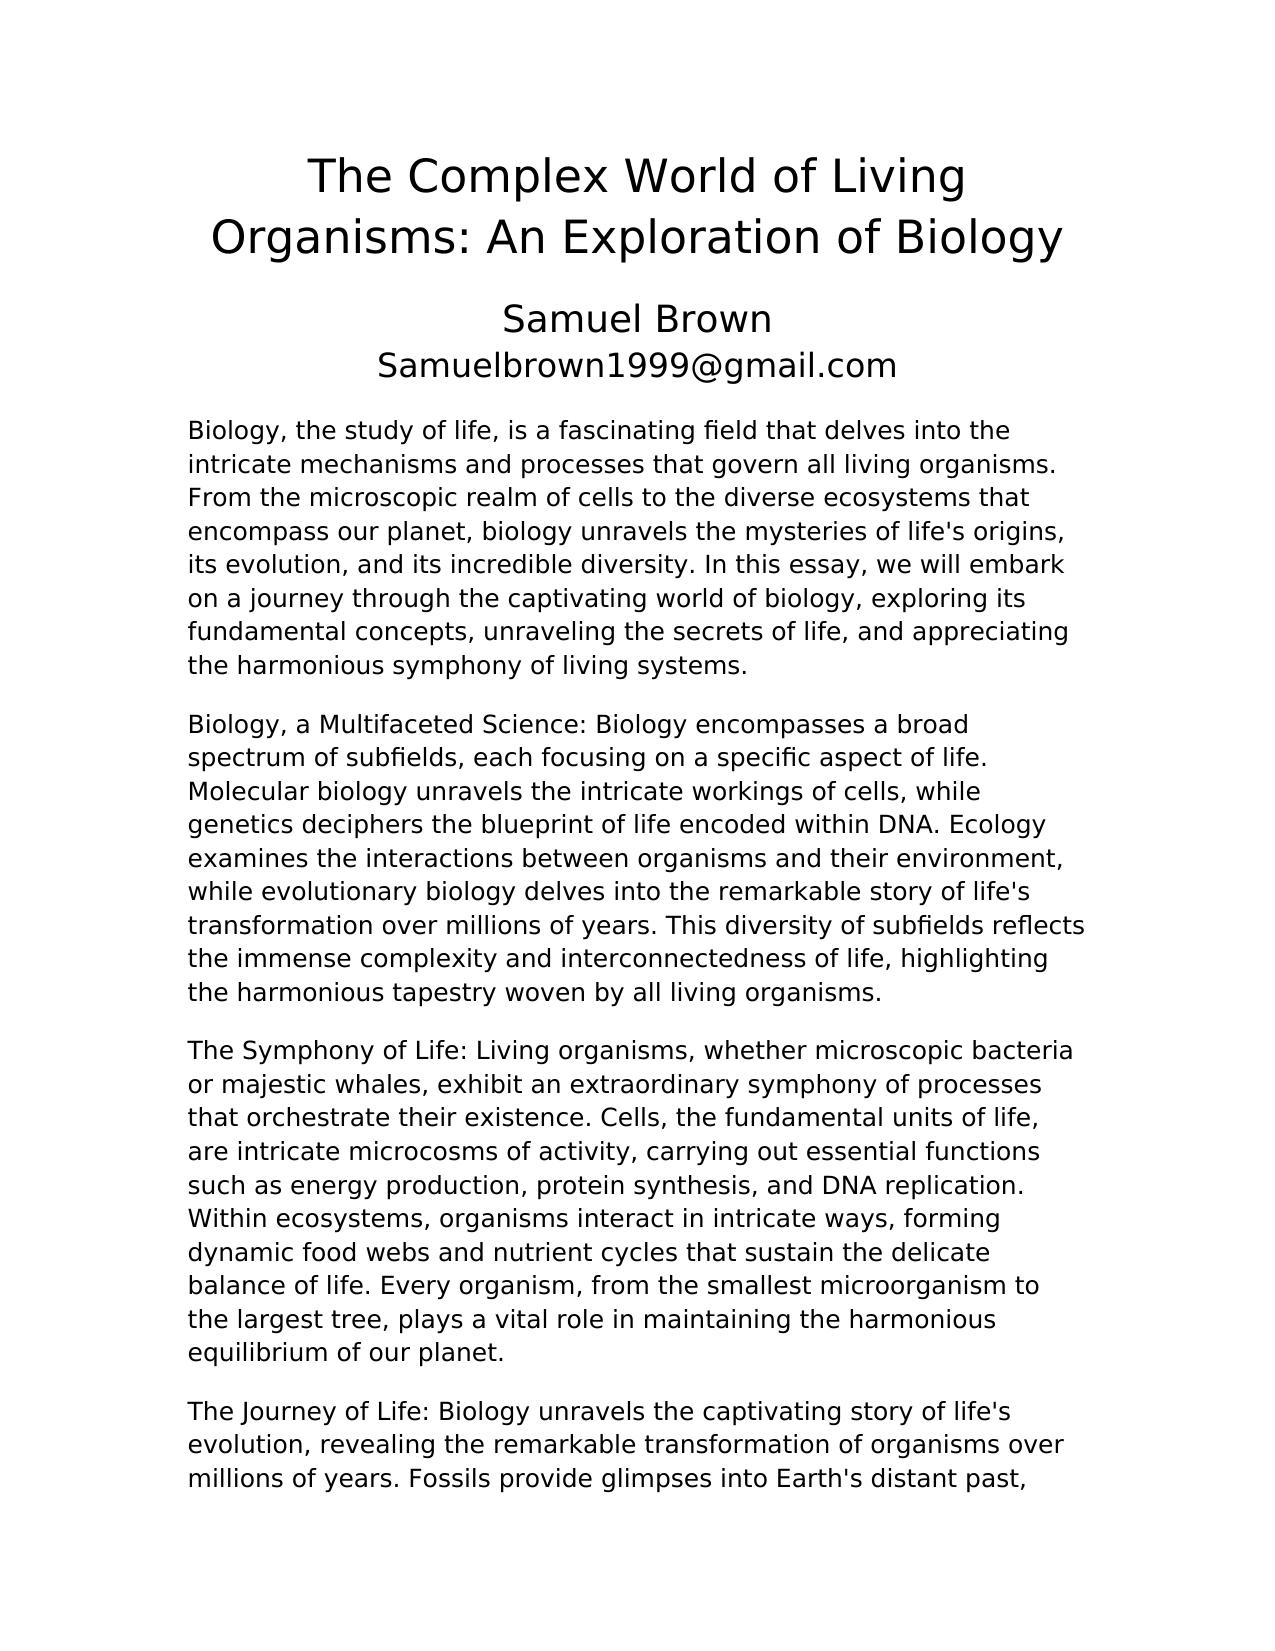 The Complex World of Living
Organisms: An Exploration of Biology
Samuel Brown
Samuelbrown1999@gmail.com
Biology, the study of life, is a fascinating field that delves into the
intricate mechanisms and processes that govern all living organisms.
From the microscopic realm of cells to the diverse ecosystems that
encompass our planet, biology unravels the mysteries of life's origins,
its evolution, and its incredible diversity. In this essay, we will embark
on a journey through the captivating world of biology, exploring its
fundamental concepts, unraveling the secrets of life, and appreciating
the harmonious symphony of living systems.
Biology, a Multifaceted Science: Biology encompasses a broad
spectrum of subfields, each focusing on a specific aspect of life.
Molecular biology unravels the intricate workings of cells, while
genetics deciphers the blueprint of life encoded within DNA. Ecology
examines the interactions between organisms and their environment,
while evolutionary biology delves into the remarkable story of life's
transformation over millions of years. This diversity of subfields reflects
the immense complexity and interconnectedness of life, highlighting
the harmonious tapestry woven by all living organisms.
The Symphony of Life: Living organisms, whether microscopic bacteria
or majestic whales, exhibit an extraordinary symphony of processes
that orchestrate their existence. Cells, the fundamental units of life,
are intricate microcosms of activity, carrying out essential functions
such as energy production, protein synthesis, and DNA replication.
Within ecosystems, organisms interact in intricate ways, forming
dynamic food webs and nutrient cycles that sustain the delicate
balance of life. Every organism, from the smallest microorganism to
the largest tree, plays a vital role in maintaining the harmonious
equilibrium of our planet.
The Journey of Life: Biology unravels the captivating story of life's
evolution, revealing the remarkable transformation of organisms over
millions of years. Fossils provide glimpses into Earth's distant past,